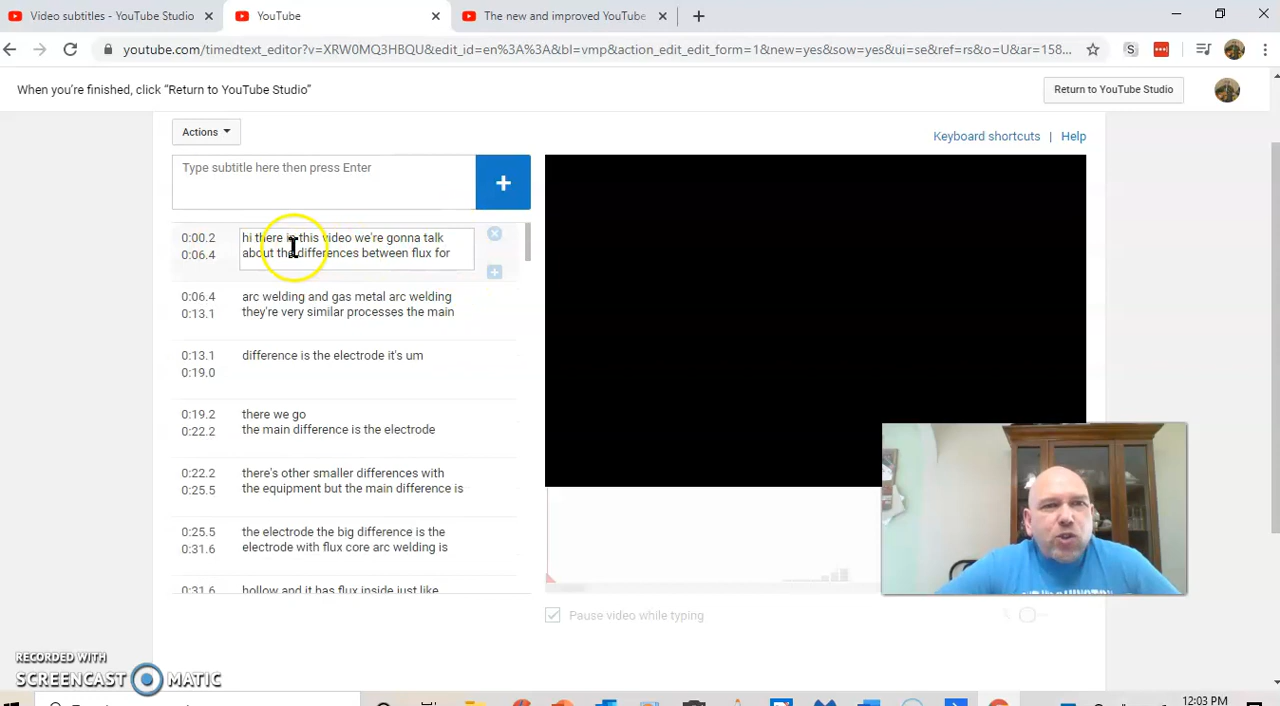 Video subtitles - YouTube Studio
YouTube
The new and improved YouTube
youtube.com/timedtext_editor?v=XRW0MQ3HBQU&edit_id=en%3A%3A&bl=vmp&action_edit_edit_form=1&new=yes&sow=yes&ui=se&ref=rs&o=U&ar=158...
S
When you're finished, click “Return to YouTube Studio”
Return to YouTube Studio
Actions
Keyboard shortcuts | Help
Type subtitle here then press Enter
+
0:00.2 hi there is this video we're gonna talk
0:06.4 about the differences between flux for
0:06.4 arc welding and gas metal arc welding
0:13.1 they're very similar processes the main
0:13.1 difference is the electrode it's um
0:19.0
0:19.2 there we go
0:22.2 the main difference is the electrode
0:22.2 there's other smaller differences with
0:25.5 the equipment but the main difference is
0:25.5 the electrode the big difference is the
0:31.6 electrode with flux core arc welding is
0:31.6 hollow and it has flux inside just like
Pause video while typing
RECORDED WITH
SCREENCAST MATIC
12:03 PM